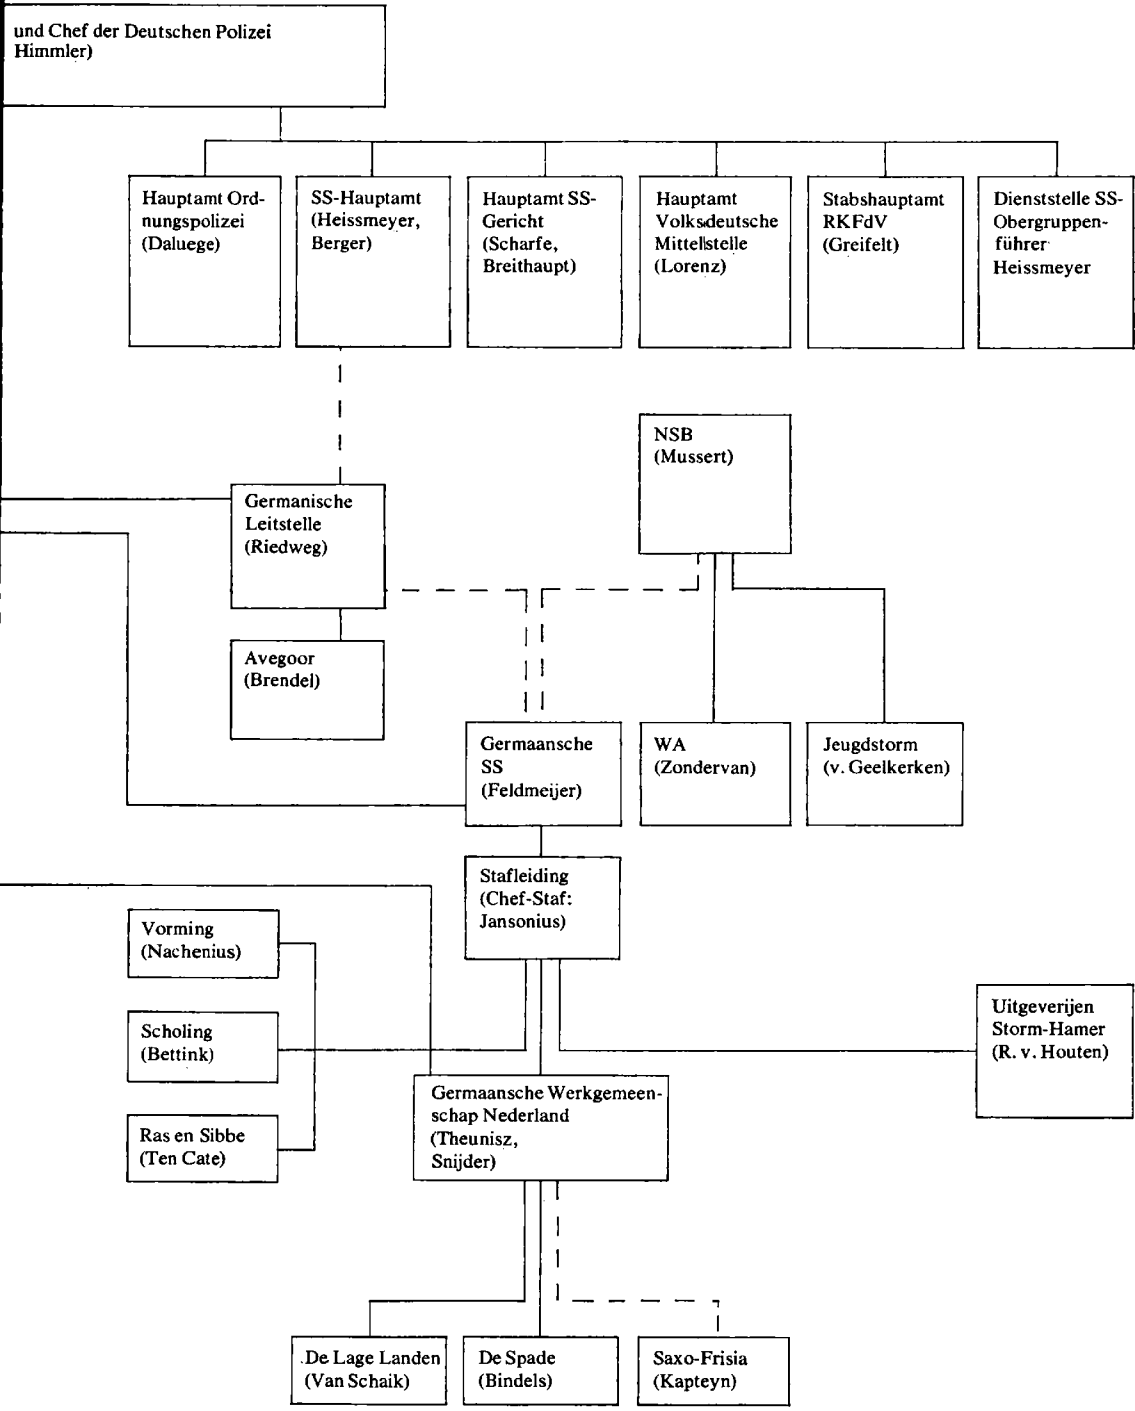 und Chef der Deutschen Polizei
Himmler)
Hauptamt Ord-
nungspolizei
(Daluege)
SS-Hauptamt
(Heissmeyer,
Berger)
Hauptamt SS-
Gericht
(Scharfe,
Breithaupt)
Hauptamt
Volksdeutsche
Mittellstelle
(Lorenz)
Stabshauptamt
RKFdV
(Greifelt)
Dienststelle SS-
Obergruppen-
führer
Heissmeyer
NSB
(Mussert)
Germanische
Leitstelle
(Riedweg)
Avegoor
(Brendel)
Germaansche
SS
(Feldmeijer)
WA
(Zondervan)
Jeugdstorm
(v. Geelkerken)
Stafleiding
(Chef-Staf:
Jansonius)
Vorming
(Nachenius)
Scholing
(Bettink)
Ras en Sibbe
(Ten Cate)
Uitgeverijen
Storm-Hamer
(R. v. Houten)
Germaansche Werkgemeen-
schap Nederland
(Theunisz,
Snijder)
De Lage Landen
(Van Schaik)
De Spade
(Bindels)
Saxo-Frisia
(Kapteyn)